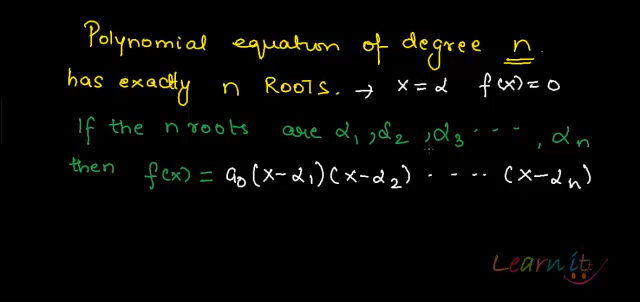 Polynomial equation of degree n
has exactly n Roots. → x = α f(x) = 0
If the n roots are α1, α2, α3 ...., αn
then f(x) = a0 (x - α1) (x - α2) ..... (x - αn)
Learnit